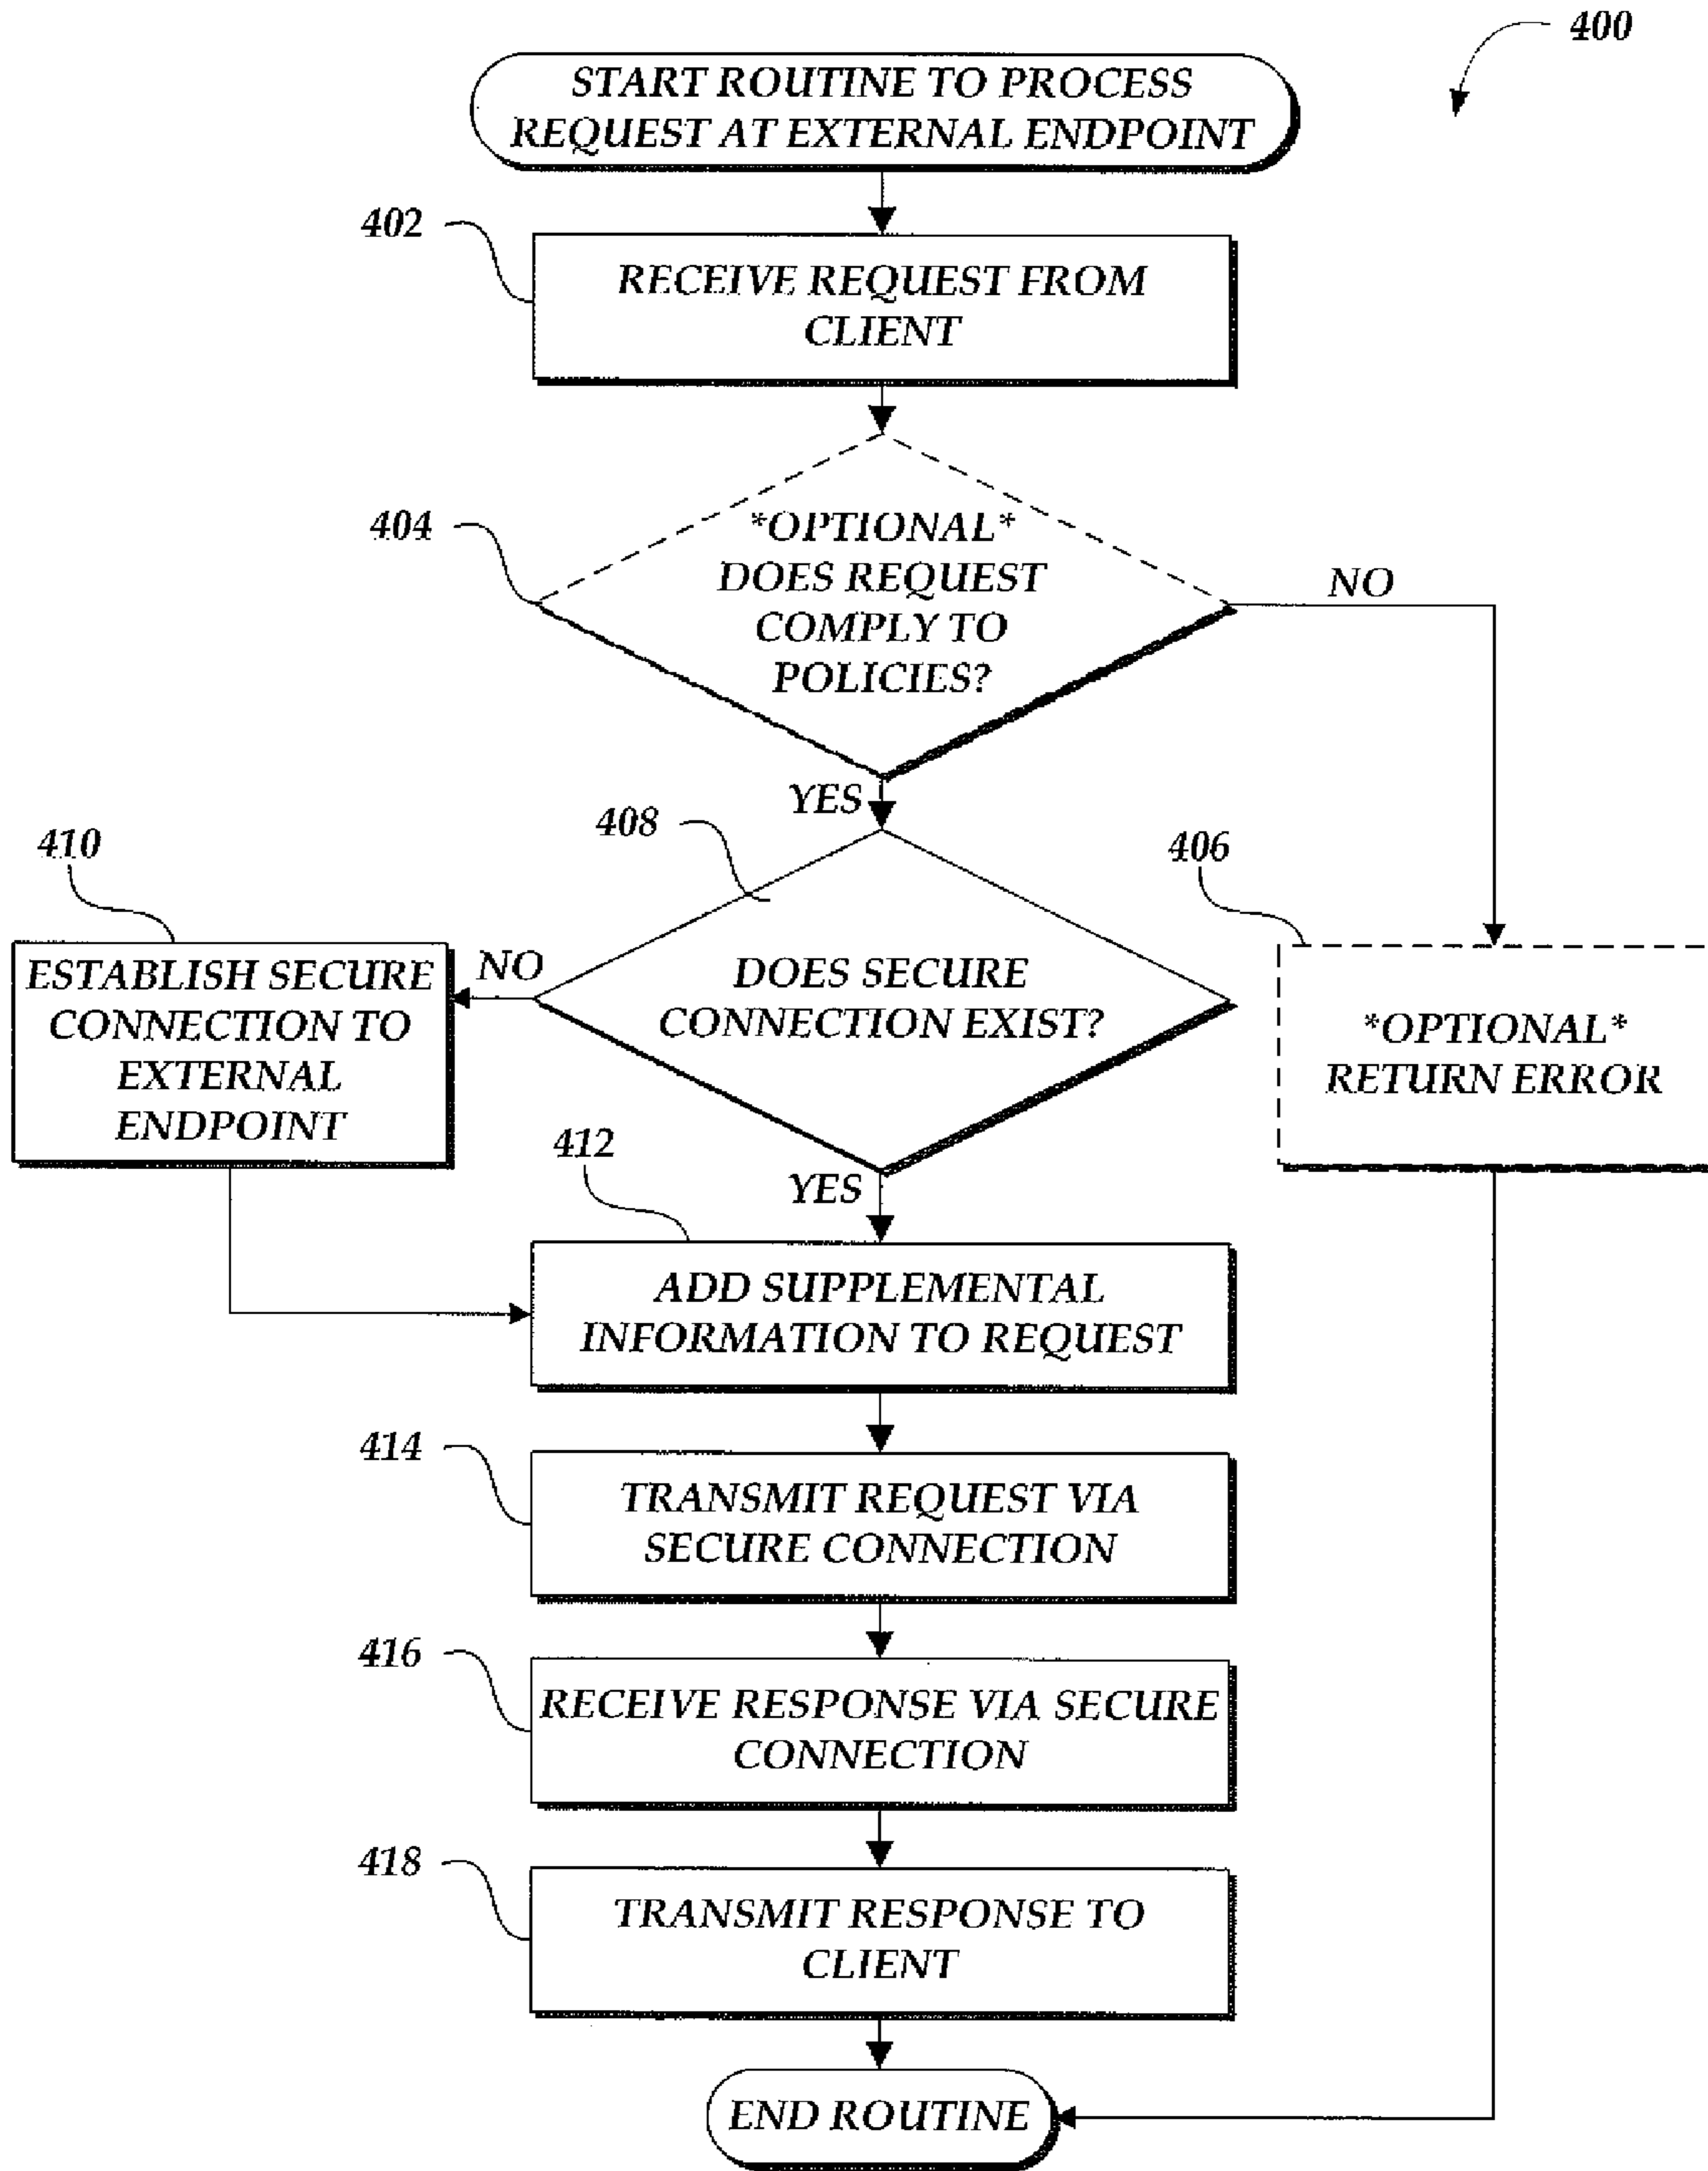 400
START ROUTINE TO PROCESS
REQUEST AT EXTERNAL ENDPOINT
402
RECEIVE REQUEST FROM
CLIENT
404
*OPTIONAL*
DOES REQUEST
COMPLY TO
POLICIES?
NO
YES
408
406
410
ESTABLISH SECURE
CONNECTION TO
EXTERNAL
ENDPOINT
NO
DOES SECURE
CONNECTION EXIST?
*OPTIONAL*
RETURN ERROR
YES
412
ADD SUPPLEMENTAL
INFORMATION TO REQUEST
414
TRANSMIT REQUEST VIA
SECURE CONNECTION
416
RECEIVE RESPONSE VIA SECURE
CONNECTION
418
TRANSMIT RESPONSE TO
CLIENT
END ROUTINE